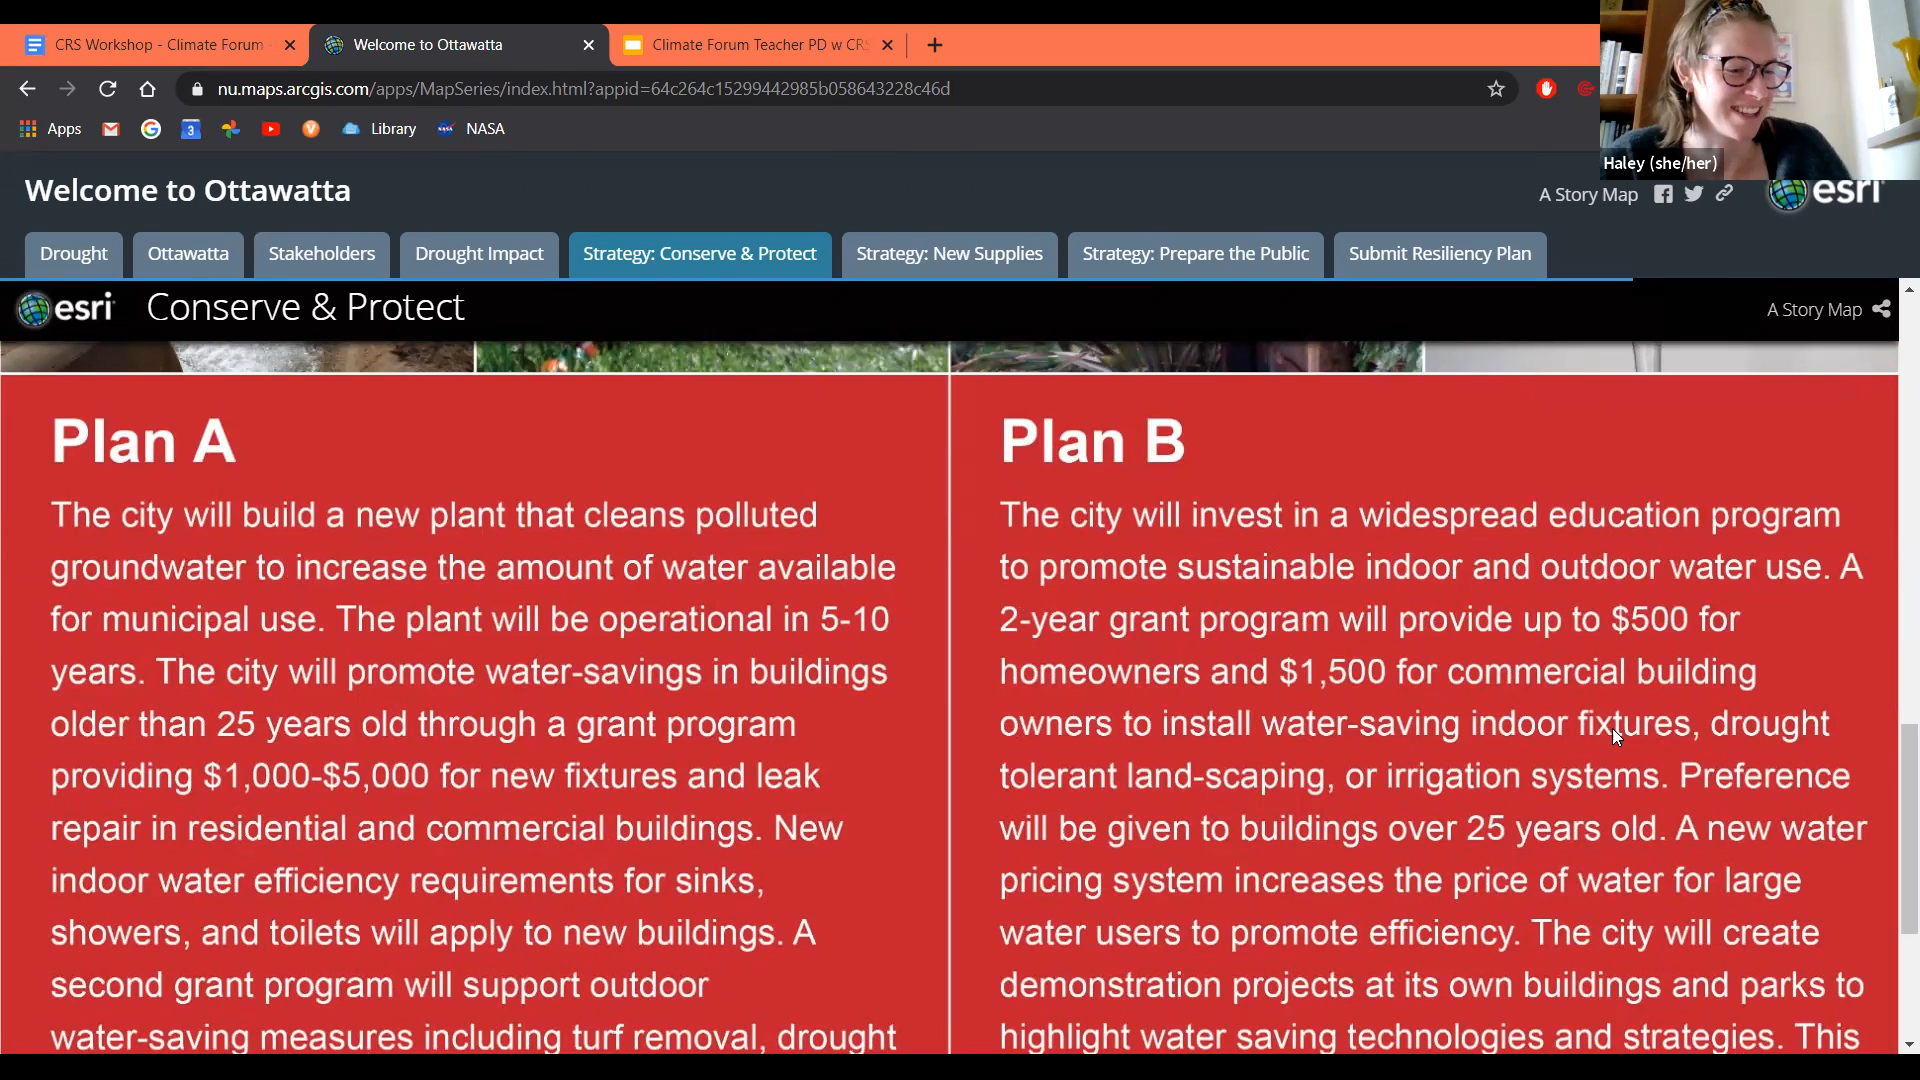 CRS Workshop - Climate Forum -
Welcome to Ottawatta
Climate Forum Teacher PD w CRS
nu.maps.arcgis.com/apps/MapSeries/index.html?appid=64c264c15299442985b058643228c46d
Apps
3
Library
NASA
NASA
Haley (she/her)
Welcome to Ottawatta
A Story Map
esri
Drought
Ottawatta
Stakeholders
Drought Impact
Strategy: Conserve & Protect
Strategy: New Supplies
Strategy: Prepare the Public
Submit Resiliency Plan
esri
Conserve & Protect
A Story Map
Plan A
The city will build a new plant that cleans polluted
groundwater to increase the amount of water available
for municipal use. The plant will be operational in 5-10
years. The city will promote water-savings in buildings
older than 25 years old through a grant program
providing $1,000-$5,000 for new fixtures and leak
repair in residential and commercial buildings. New
indoor water efficiency requirements for sinks,
showers, and toilets will apply to new buildings. A
second grant program will support outdoor
water-saving measures including turf removal, drought
Plan B
The city will invest in a widespread education program
to promote sustainable indoor and outdoor water use. A
2-year grant program will provide up to $500 for
homeowners and $1,500 for commercial building
owners to install water-saving indoor fixtures, drought
tolerant land-scaping, or irrigation systems. Preference
will be given to buildings over 25 years old. A new water
pricing system increases the price of water for large
water users to promote efficiency. The city will create
demonstration projects at its own buildings and parks to
highlight water saving technologies and strategies. This